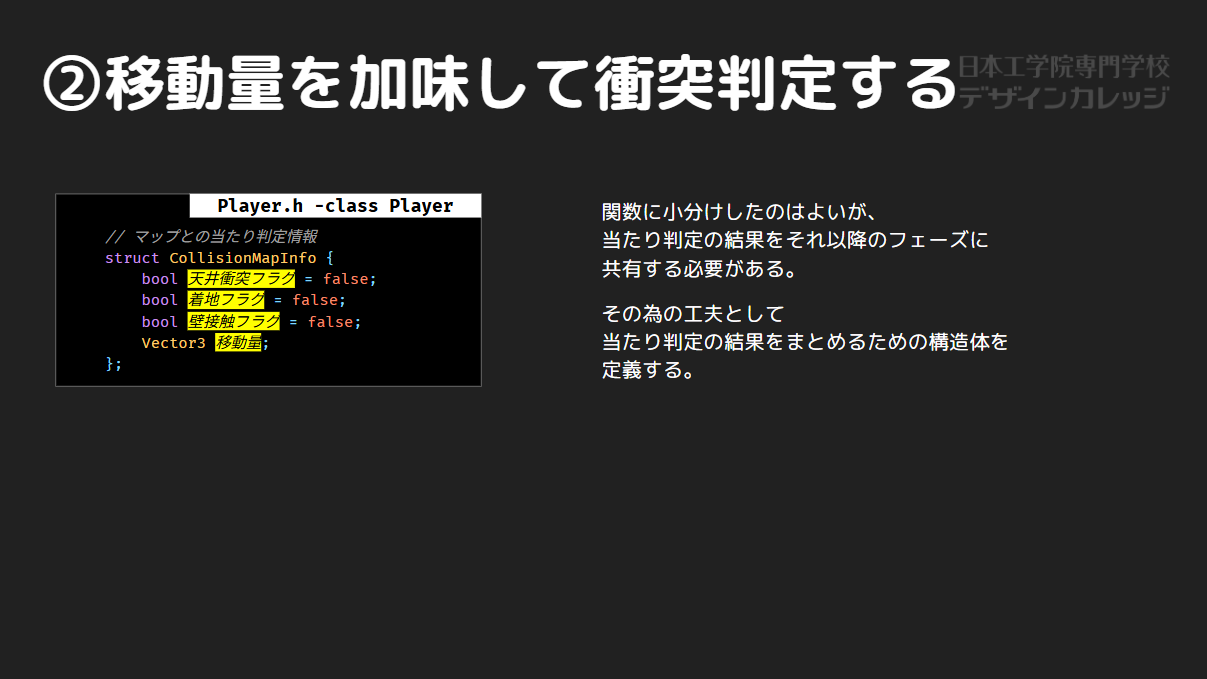 ②移動量を加味して衝突判定する
日本工学院専門学校
デザインカレッジ
Player.h -class Player
// マップとの当たり判定情報
struct CollisionMapInfo {
    bool 天井衝突フラグ = false;
    bool 着地フラグ = false;
    bool 壁接触フラグ = false;
    Vector3 移動量;
};
関数に小分けしたのはよいが、
当たり判定の結果をそれ以降のフェーズに
共有する必要がある。
その為の工夫として
当たり判定の結果をまとめるための構造体を
定義する。